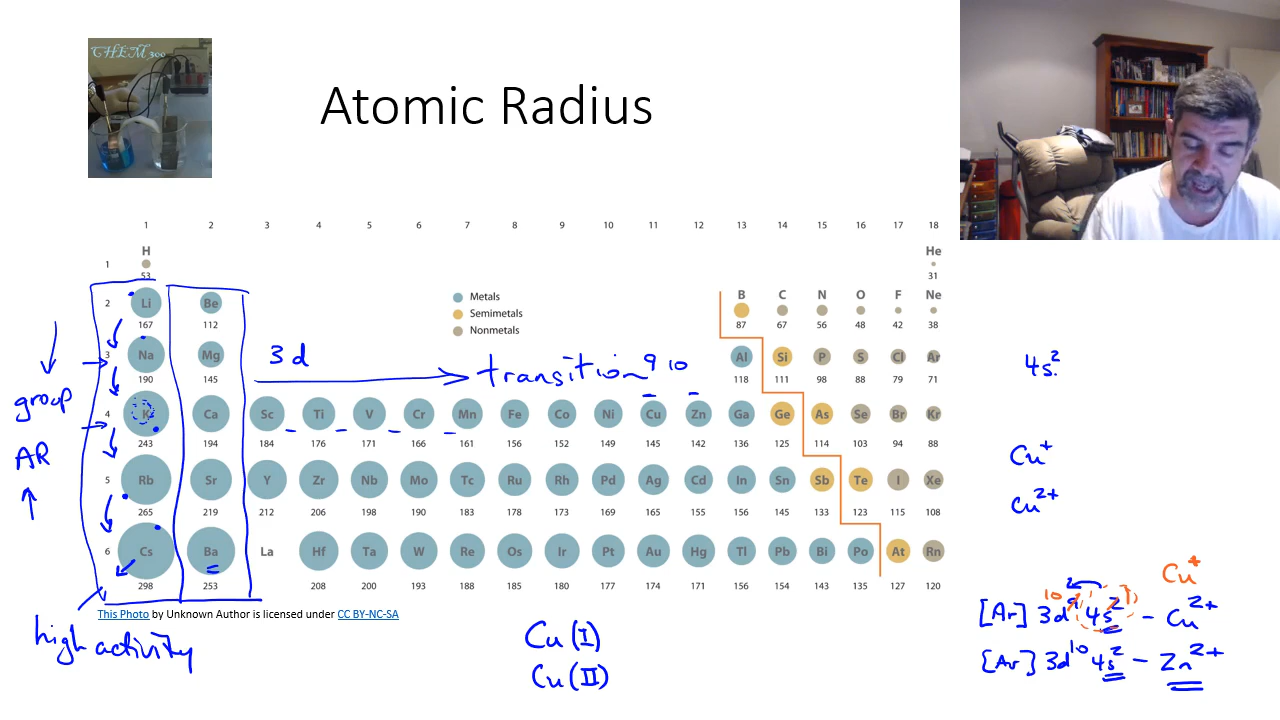 CHEM 300
Atomic Radius
1 2 3 4 5 6 7 8 9 10 11 12 13 14 15 16 17 18
H He
1
53 31
Metals
Semimetals
Nonmetals
2 Li Be B C N O F Ne
167 112 87 67 56 48 42 38
3 Na Mg Al Si P S Cl Ar
190 145 118 111 98 88 79 71
3d
transition 9 10
4 K Ca Sc Ti V Cr Mn Fe Co Ni Cu Zn Ga Ge As Se Br Kr
243 194 184 176 171 166 161 156 152 149 145 142 136 125 114 103 94 88
5 Rb Sr Y Zr Nb Mo Tc Ru Rh Pd Ag Cd In Sn Sb Te I Xe
265 219 212 206 198 190 183 178 173 169 165 155 156 145 133 123 115 108
6 Cs Ba La Hf Ta W Re Os Ir Pt Au Hg Tl Pb Bi Po At Rn
298 253 208 200 193 188 185 180 177 174 171 156 154 143 135 127 120
group
AR
high activity
This Photo by Unknown Author is licensed under CC BY-NC-SA
Cu(I)
Cu(II)
4s²
Cu⁺
Cu²⁺
Cu⁺
10 1
[Ar] 3d⁹ 4s² – Cu²⁺
[Ar] 3d¹⁰ 4s² – Zn²⁺